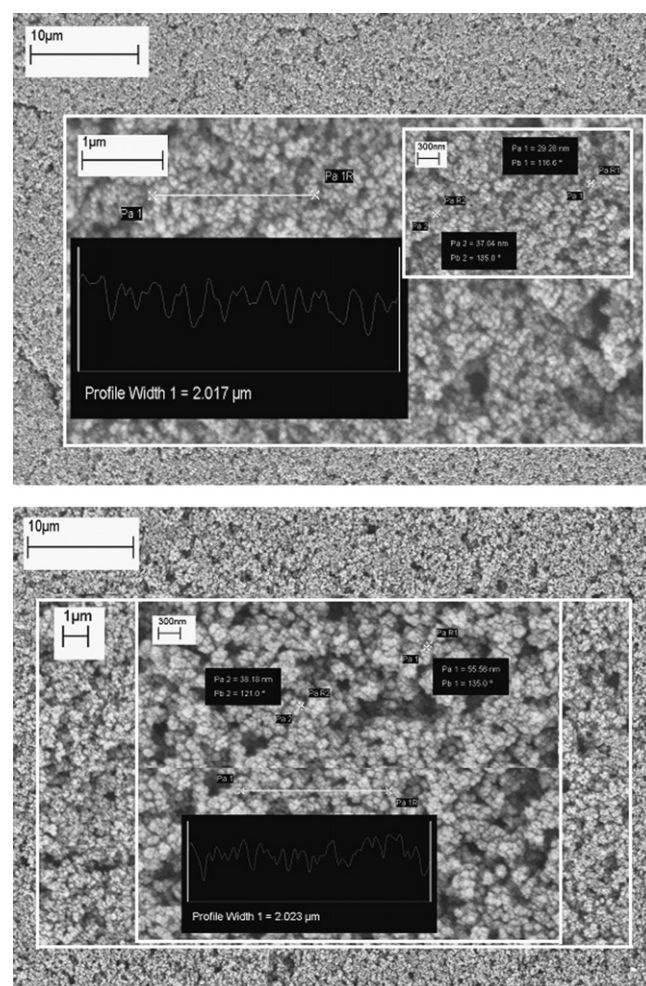 10µm
1µm
Pa 1R
Pa 1
300nm
Pa 1 = 29.28 nm
Pb 1 = 116.6 °
Pa R1
Pa 1
Pa R2
Pa 2
Pa 2 = 37.04 nm
Pb 2 = 135.8 °
Profile Width 1 = 2.017 µm
10µm
1µm
300nm
Pa R1
Pa 1
Pa 1 = 55.56 nm
Pb 1 = 135.0 °
Pa 2 = 38.18 nm
Pb 2 = 121.0 °
Pa R2
Pa 2
Pa 1
Pa 1R
Profile Width 1 = 2.023 µm